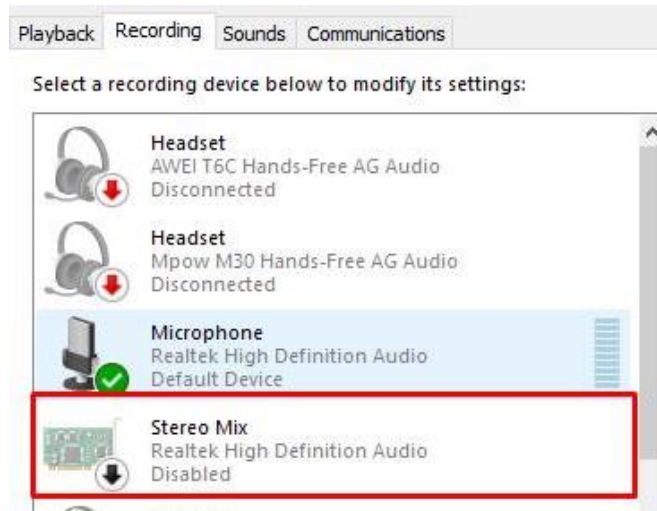 Playback Recording Sounds Communications
Select a recording device below to modify its settings:
Headset
AWEI T6C Hands-Free AG Audio
Disconnected
Headset
Mpow M30 Hands-Free AG Audio
Disconnected
Microphone
Realtek High Definition Audio
Default Device
Stereo Mix
Realtek High Definition Audio
Disabled